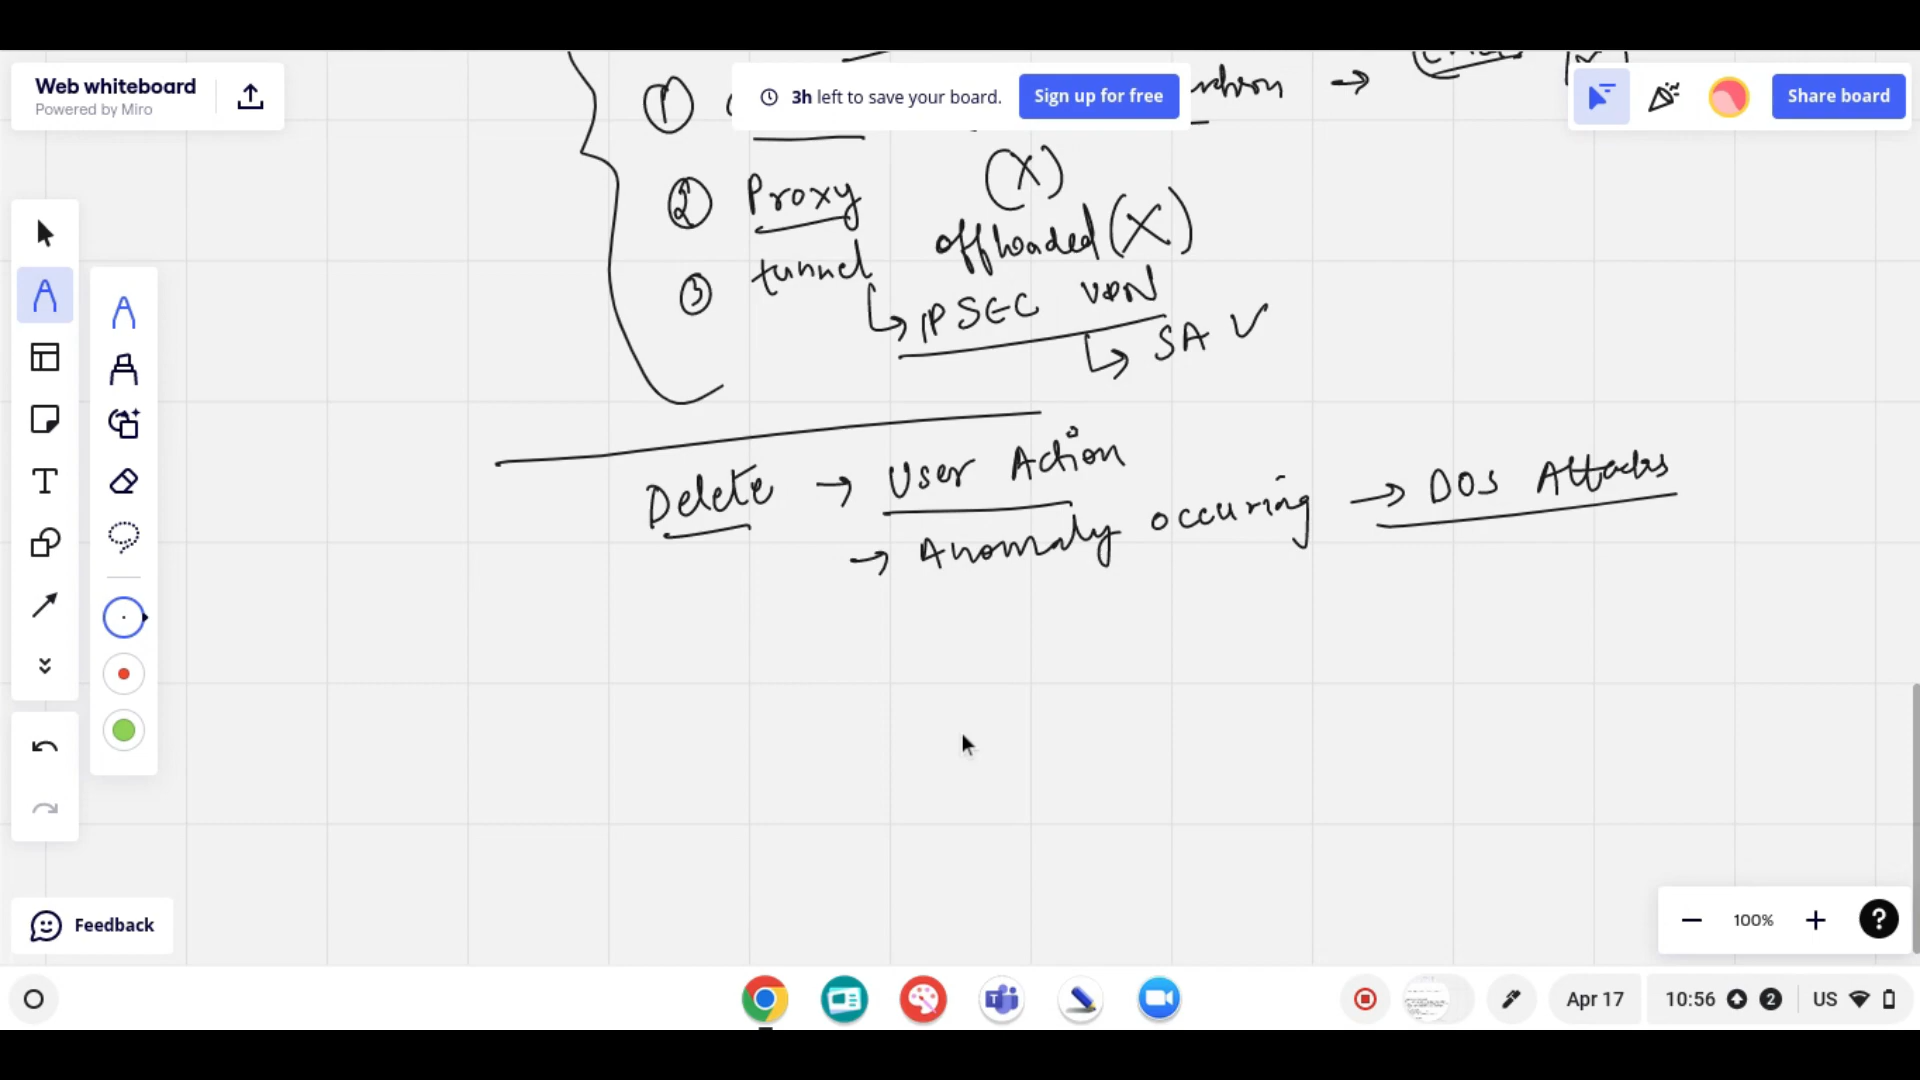 Web whiteboard
Powered by Miro
3h left to save your board.
Sign up for free
Share board
① →
② Proxy (X)
offloaded (X)
③ tunnel
↳ IPSEC VPN
↳ SA ✓
Delete → User Action
→ Anomaly occuring → DOS Attacks
T
Feedback
100%
?
Apr 17
10:56
2
US